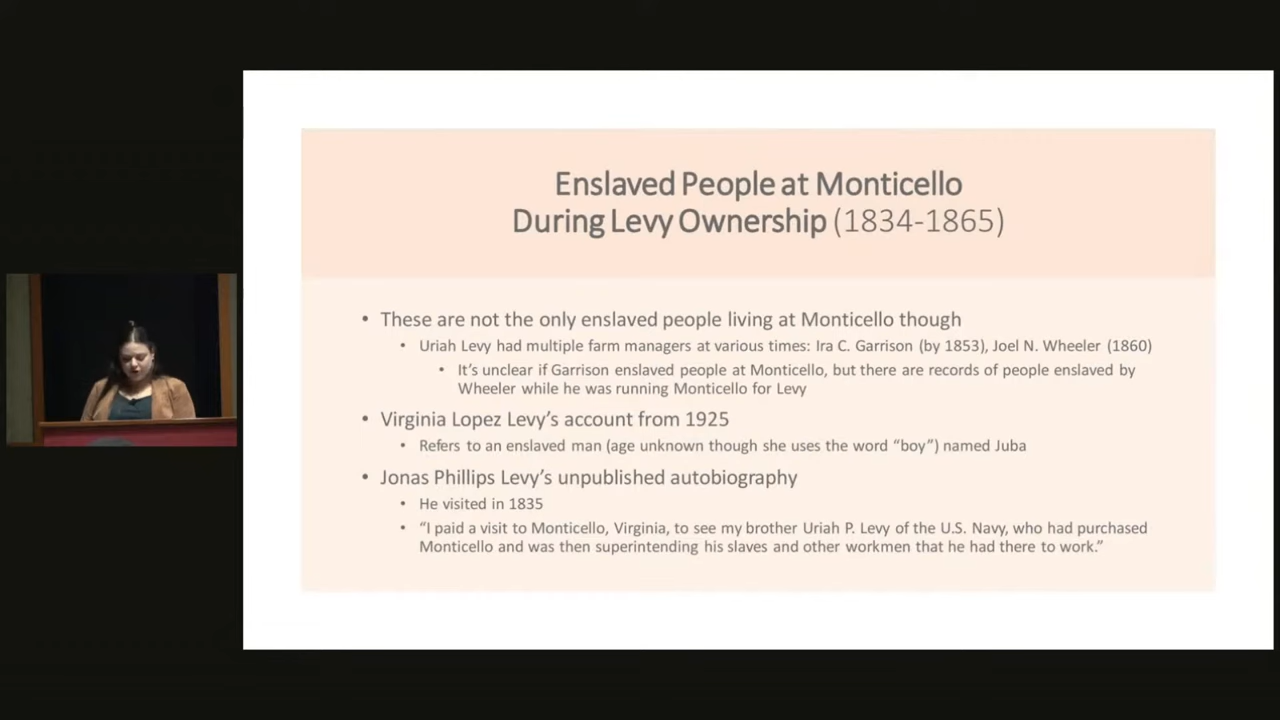 Enslaved People at Monticello
During Levy Ownership (1834-1865)
• These are not the only enslaved people living at Monticello though
• Uriah Levy had multiple farm managers at various times: Ira C. Garrison (by 1853), Joel N. Wheeler (1860)
• It’s unclear if Garrison enslaved people at Monticello, but there are records of people enslaved by
Wheeler while he was running Monticello for Levy
• Virginia Lopez Levy’s account from 1925
• Refers to an enslaved man (age unknown though she uses the word “boy”) named Juba
• Jonas Phillips Levy’s unpublished autobiography
• He visited in 1835
• “I paid a visit to Monticello, Virginia, to see my brother Uriah P. Levy of the U.S. Navy, who had purchased
Monticello and was then superintending his slaves and other workmen that he had there to work.”